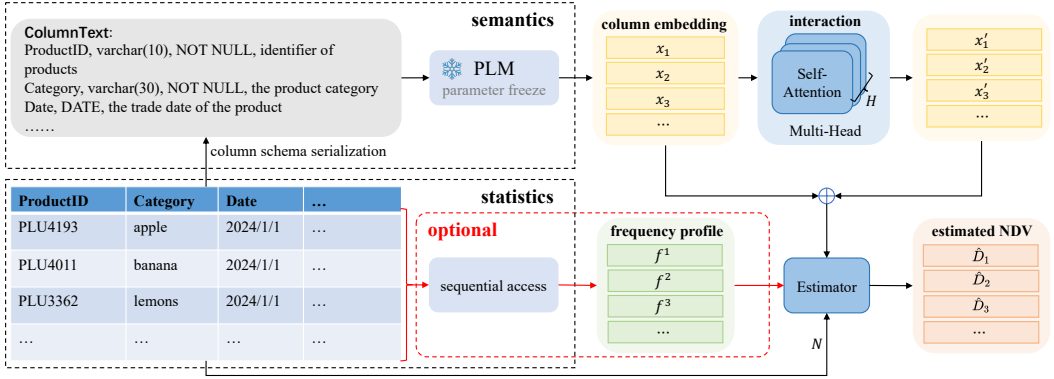 semantics
ColumnText:
ProductID, varchar(10), NOT NULL, identifier of
products
Category, varchar(30), NOT NULL, the product category
Date, DATE, the trade date of the product
......
PLM
parameter freeze
column embedding
x₁
x₂
x₃
...
interaction
Self-
Attention
H
Multi-Head
x₁′
x₂′
x₃′
...
column schema serialization
statistics
ProductID Category Date ...
PLU4193 apple 2024/1/1 ...
PLU4011 banana 2024/1/1 ...
PLU3362 lemons 2024/1/1 ...
... ... ... ...
optional
sequential access
frequency profile
f¹
f²
f³
...
Estimator
N
estimated NDV
D̂₁
D̂₂
D̂₃
...